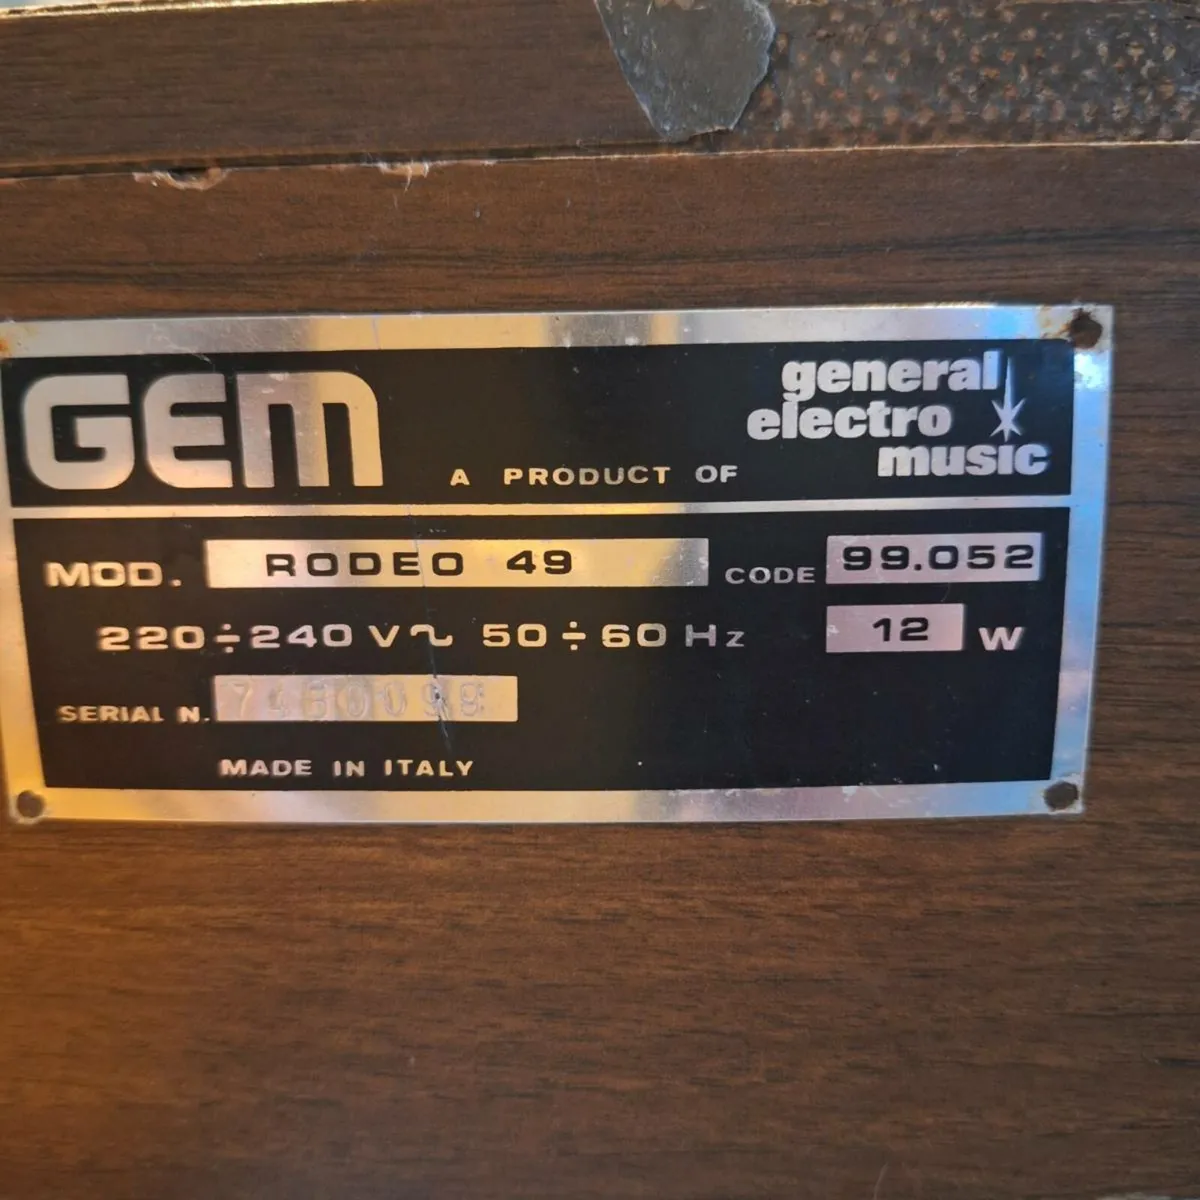 GEM
A PRODUCT OF
general
electro
music
MOD. RODEO 49 CODE 99.052
220÷240 V~ 50÷60 Hz 12 W
SERIAL N.
MADE IN ITALY